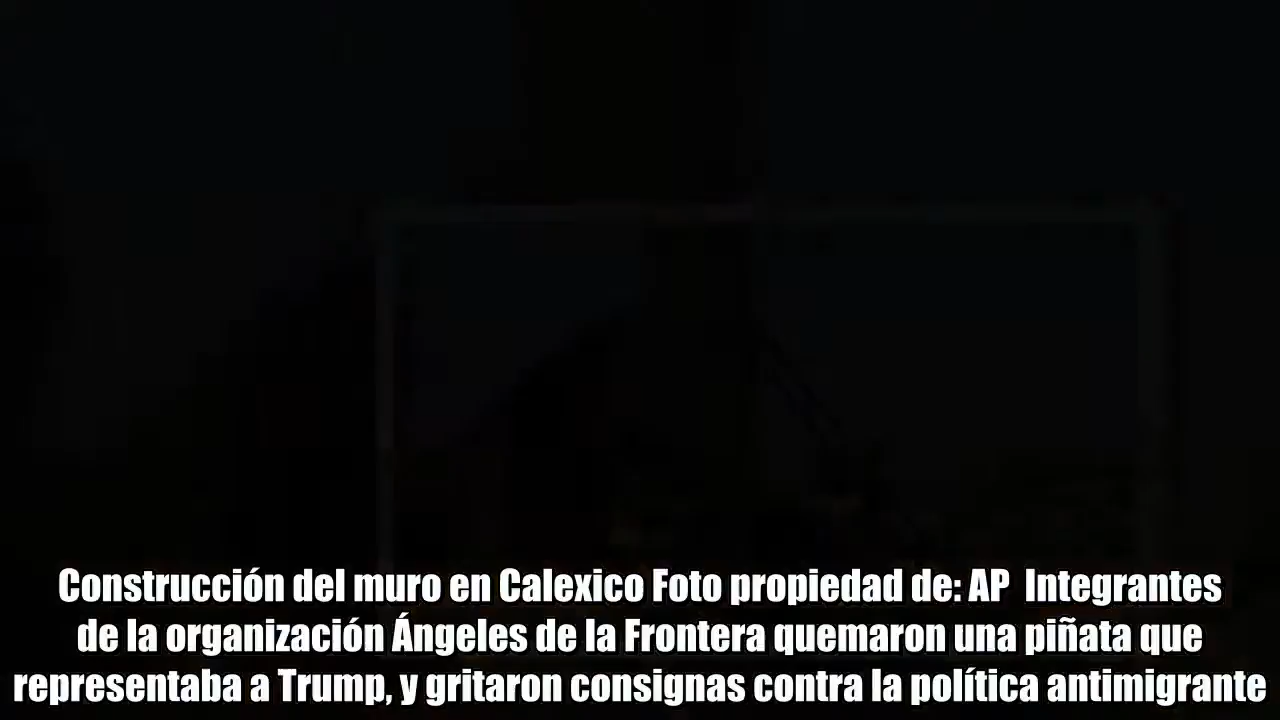 Construcción del muro en Calexico Foto propiedad de: AP  Integrantes
de la organización Ángeles de la Frontera quemaron una piñata que
representaba a Trump, y gritaron consignas contra la política antimigrante